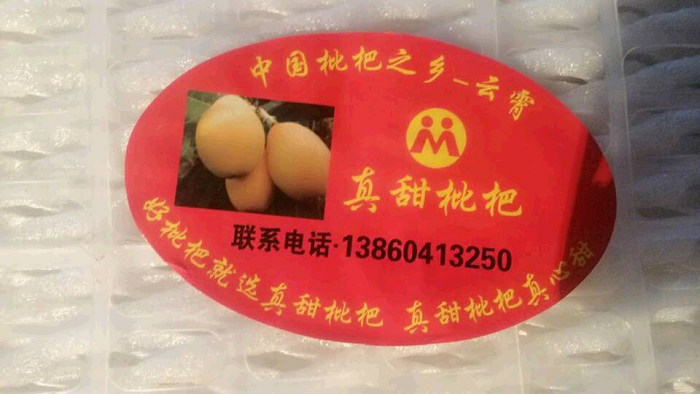 中国枇杷之乡-云霄
真甜枇杷
联系电话·13860413250
好枇杷就选真甜枇杷 真甜枇杷真心甜